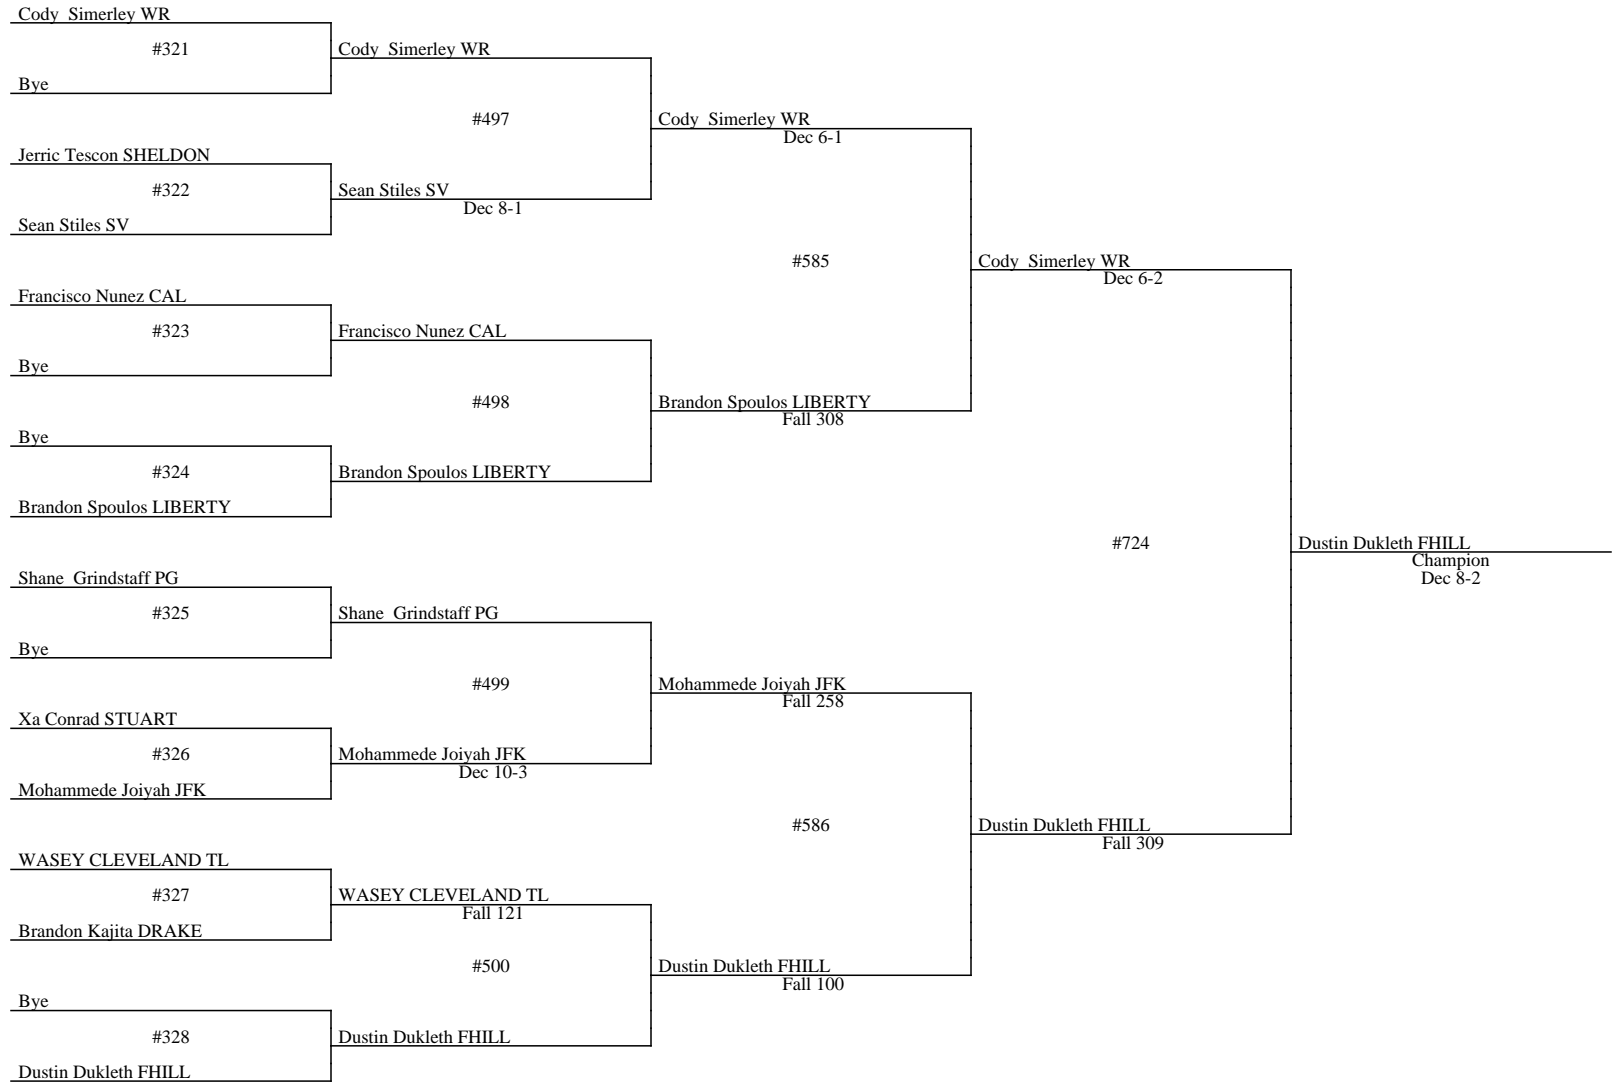 Cody  Simerley WR
#321
Cody  Simerley WR
Bye
#497
Cody  Simerley WR
Dec 6-1
Jerric Tescon SHELDON
#322
Sean Stiles SV
Dec 8-1
Sean Stiles SV
#585
Cody  Simerley WR
Dec 6-2
Francisco Nunez CAL
#323
Francisco Nunez CAL
Bye
#498
Brandon Spoulos LIBERTY
Fall 308
Bye
#324
Brandon Spoulos LIBERTY
Brandon Spoulos LIBERTY
#724
Dustin Dukleth FHILL
Champion
Dec 8-2
Shane  Grindstaff PG
#325
Shane  Grindstaff PG
Bye
#499
Mohammede Joiyah JFK
Fall 258
Xa Conrad STUART
#326
Mohammede Joiyah JFK
Dec 10-3
Mohammede Joiyah JFK
#586
Dustin Dukleth FHILL
Fall 309
WASEY CLEVELAND TL
#327
WASEY CLEVELAND TL
Fall 121
Brandon Kajita DRAKE
#500
Dustin Dukleth FHILL
Fall 100
Bye
#328
Dustin Dukleth FHILL
Dustin Dukleth FHILL